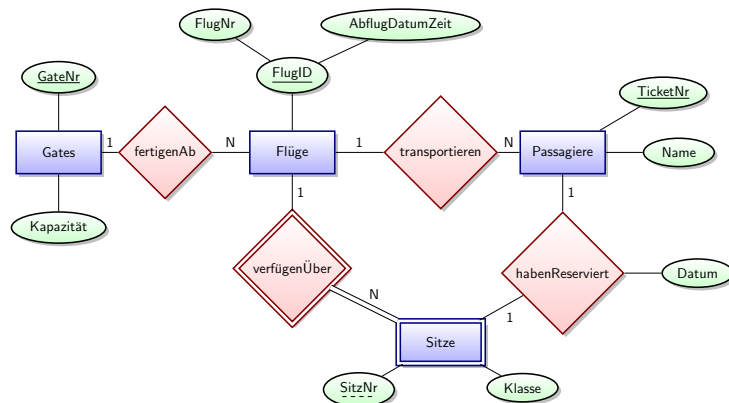 FlugNr
AbflugDatumZeit
FlugID
GateNr
TicketNr
Gates
1
fertigenAb
N
Flüge
1
transportieren
N
Passagiere
Name
Kapazität
1
1
verfügenÜber
N
habenReserviert
Datum
1
Sitze
SitzNr
Klasse